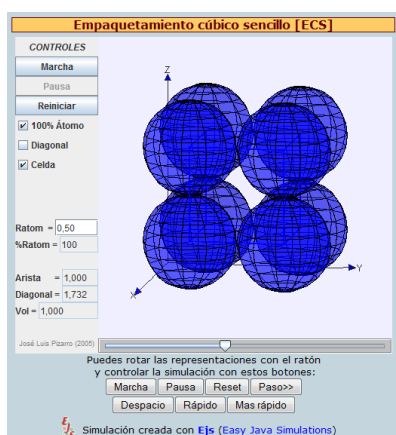 Empaquetamiento cúbico sencillo [ECS]
CONTROLES
Marcha
Pausa
Reiniciar
100% Átomo
Diagonal
Celda
Ratom = 0,50
%Ratom = 100
Arista = 1,000
Diagonal = 1,732
Vol = 1,000
José Luis Pizarro (2005)
Z
Y
X
Puedes rotar las representaciones con el ratón
y controlar la simulación con estos botones:
Marcha Pausa Reset Paso>>
Despacio Rápido Mas rápido
Ejs Simulación creada con Ejs (Easy Java Simulations)